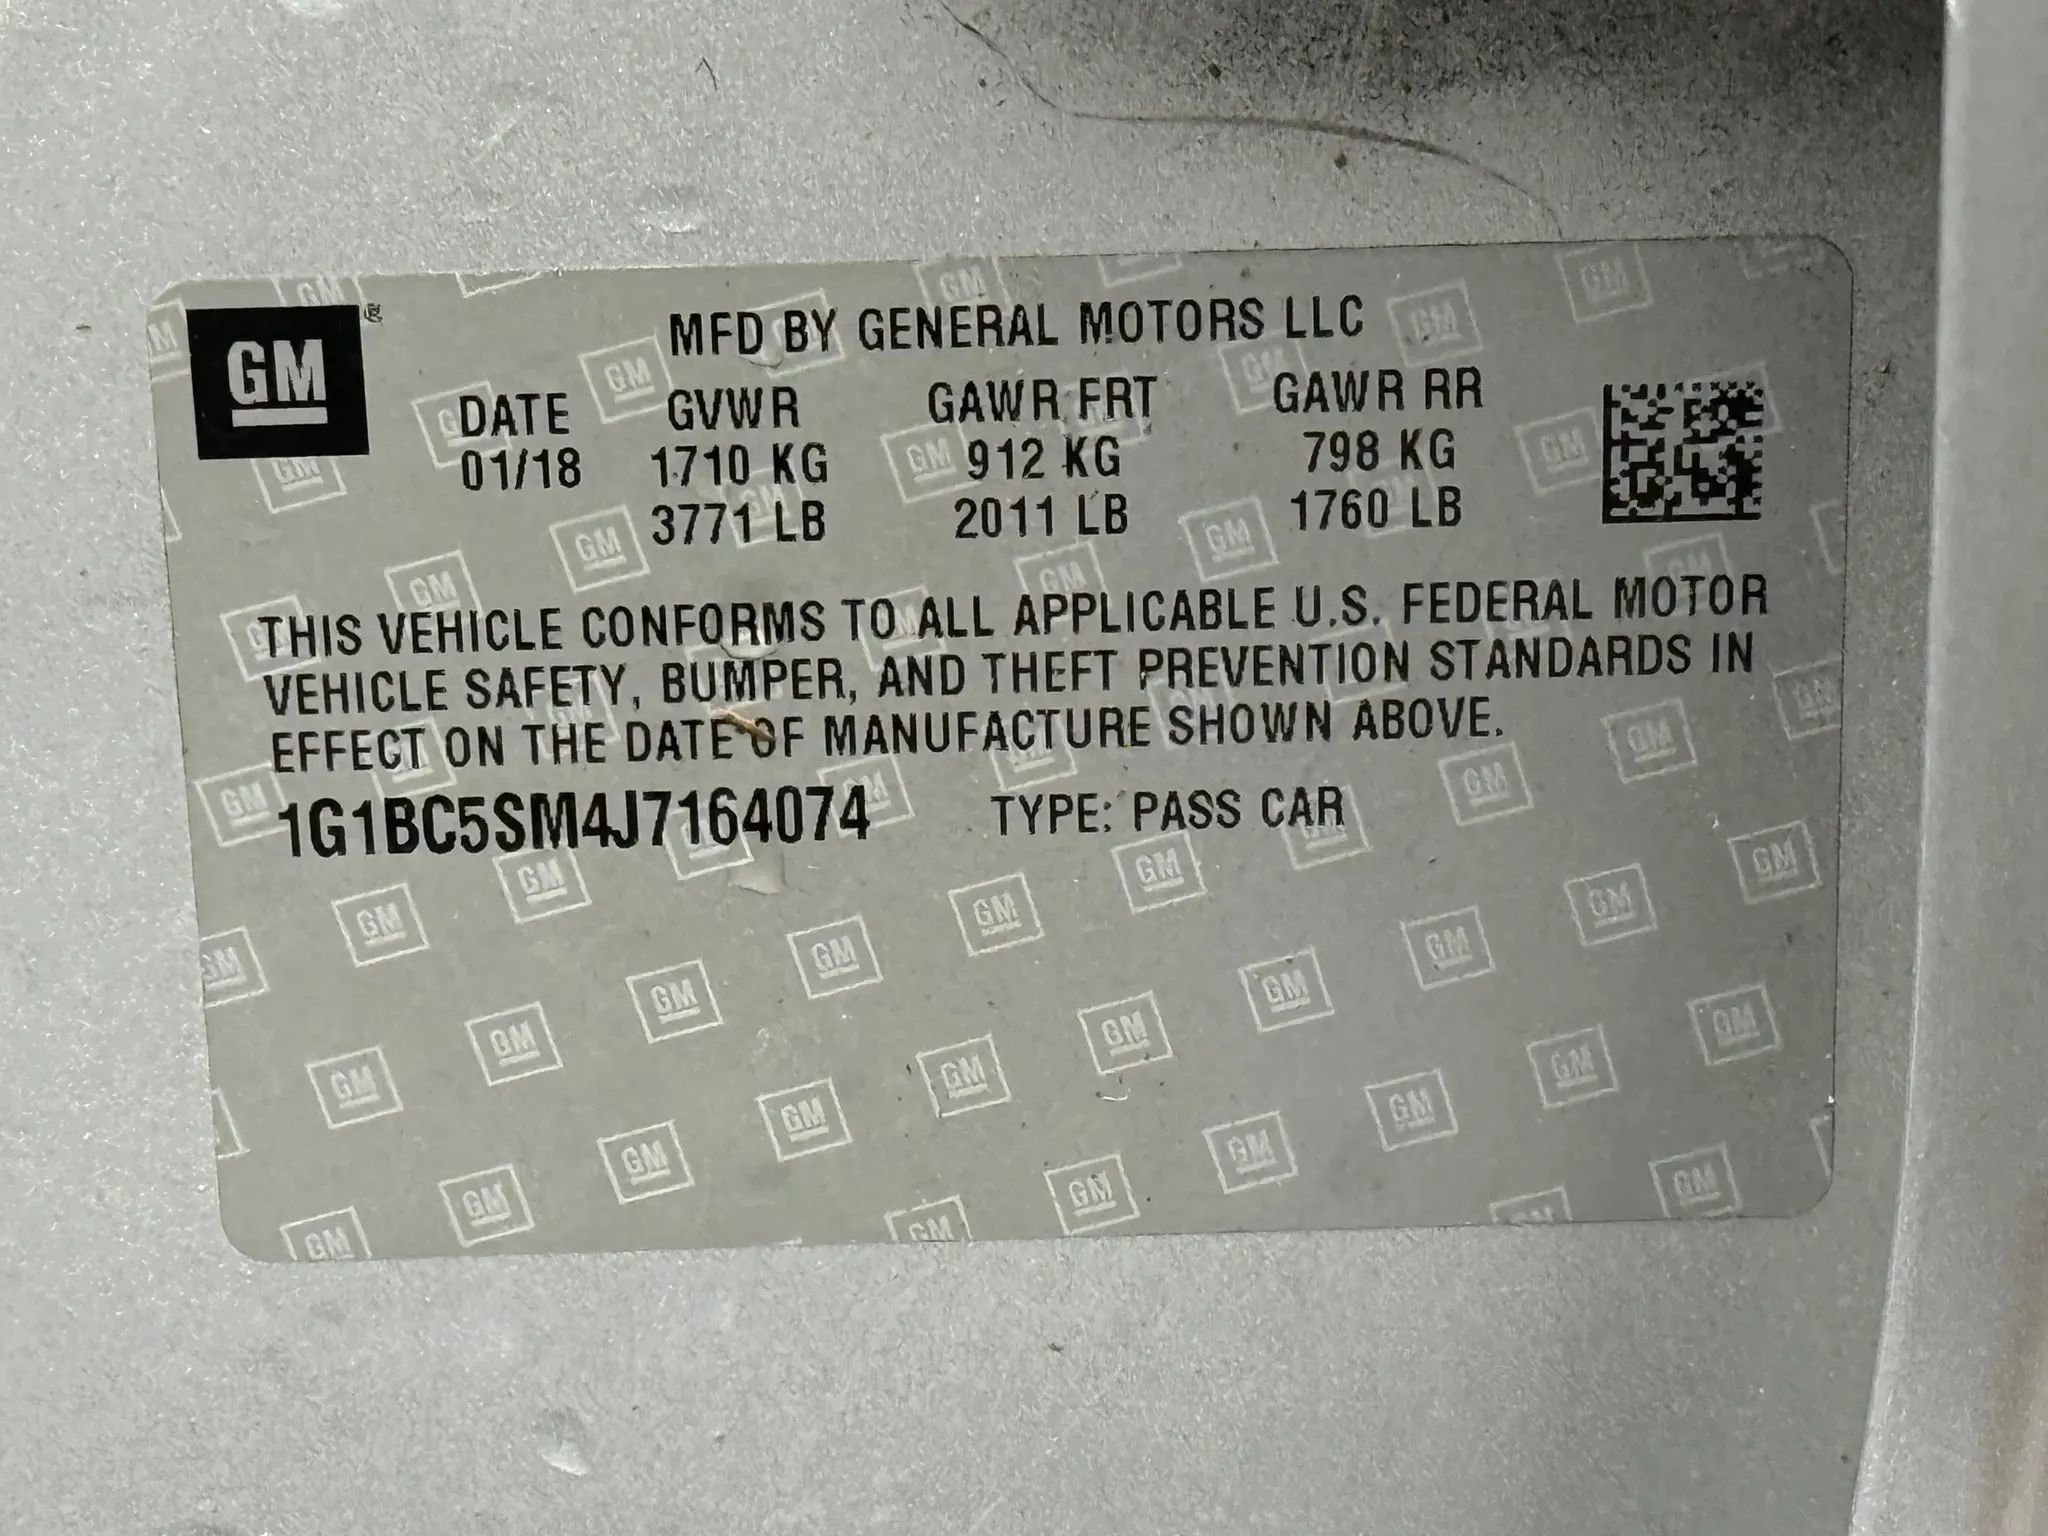 GM
MFD BY GENERAL MOTORS LLC
DATE GVWR GAWR FRT GAWR RR
01/18 1710 KG 912 KG 798 KG
3771 LB 2011 LB 1760 LB
THIS VEHICLE CONFORMS TO ALL APPLICABLE U.S. FEDERAL MOTOR
VEHICLE SAFETY, BUMPER, AND THEFT PREVENTION STANDARDS IN
EFFECT ON THE DATE OF MANUFACTURE SHOWN ABOVE.
1G1BC5SM4J7164074 TYPE: PASS CAR